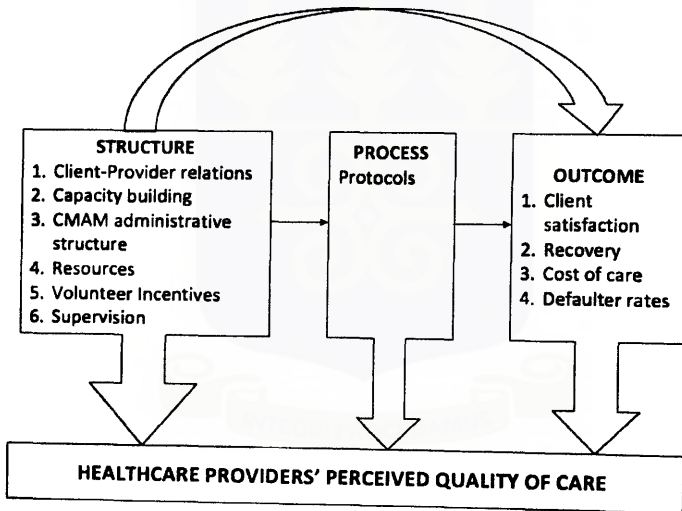 STRUCTURE
1. Client-Provider relations
2. Capacity building
3. CMAM administrative
structure
4. Resources
5. Volunteer Incentives
6. Supervision
PROCESS
Protocols
OUTCOME
1. Client
satisfaction
2. Recovery
3. Cost of care
4. Defaulter rates
HEALTHCARE PROVIDERS' PERCEIVED QUALITY OF CARE